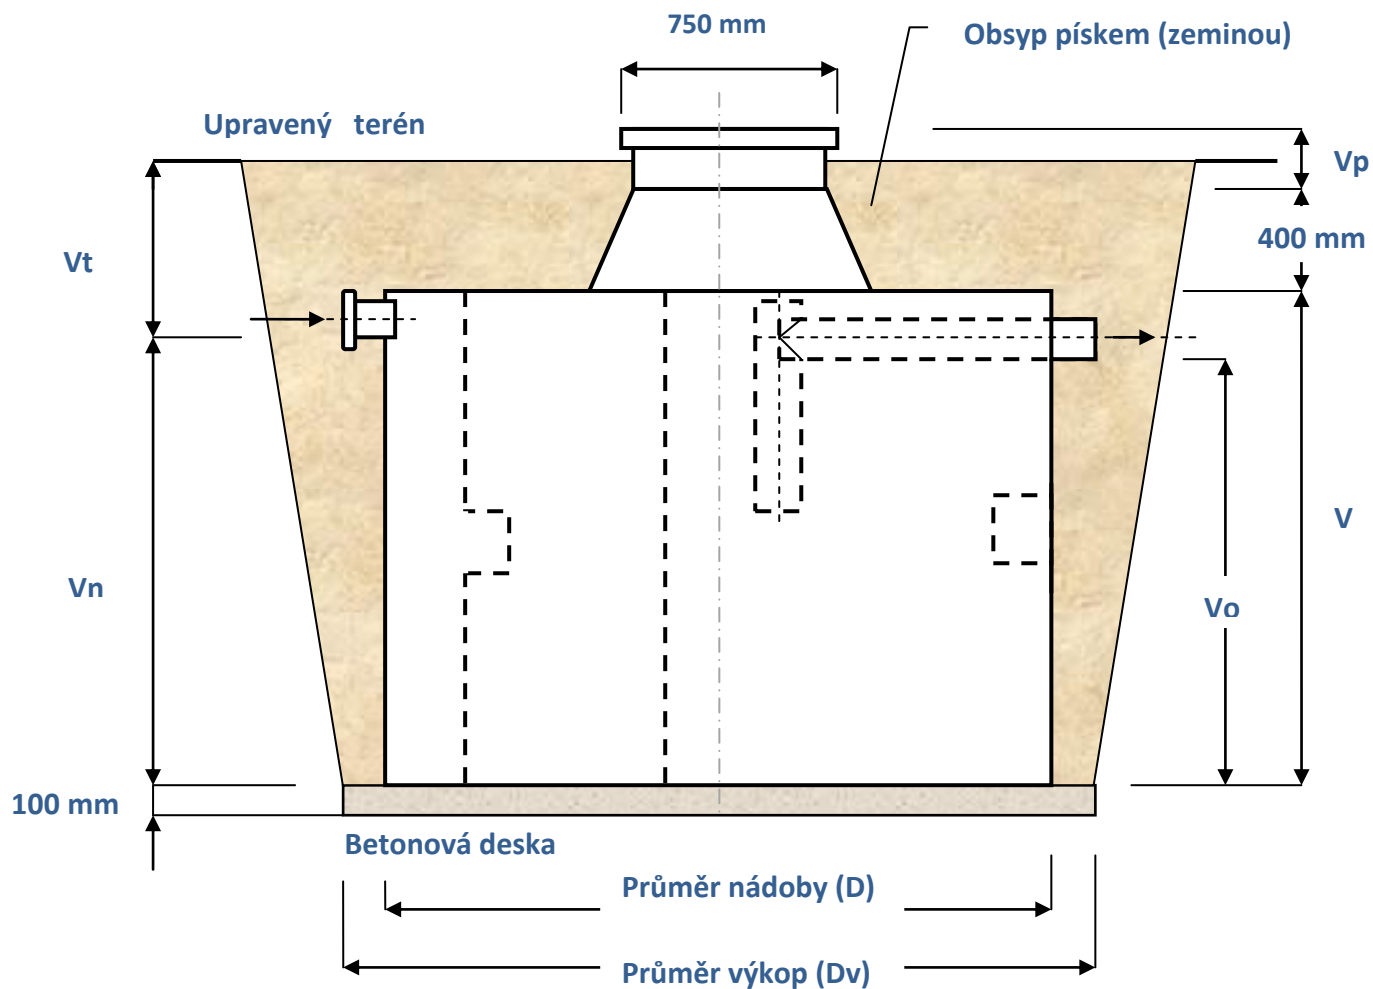 750 mm
Obsyp pískem (zeminou)
Upravený terén
Vp
400 mm
Vt
V
Vn
Vo
100 mm
Betonová deska
Průměr nádoby (D)
Průměr výkop (Dv)